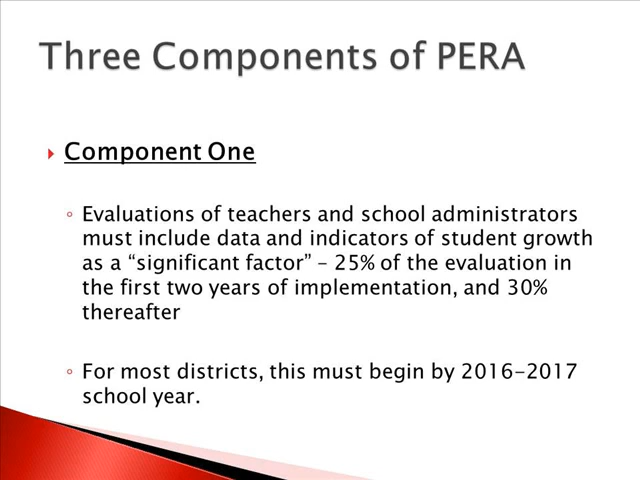 Three Components of PERA
Component One
Evaluations of teachers and school administrators
must include data and indicators of student growth
as a “significant factor” – 25% of the evaluation in
the first two years of implementation, and 30%
thereafter
For most districts, this must begin by 2016-2017
school year.